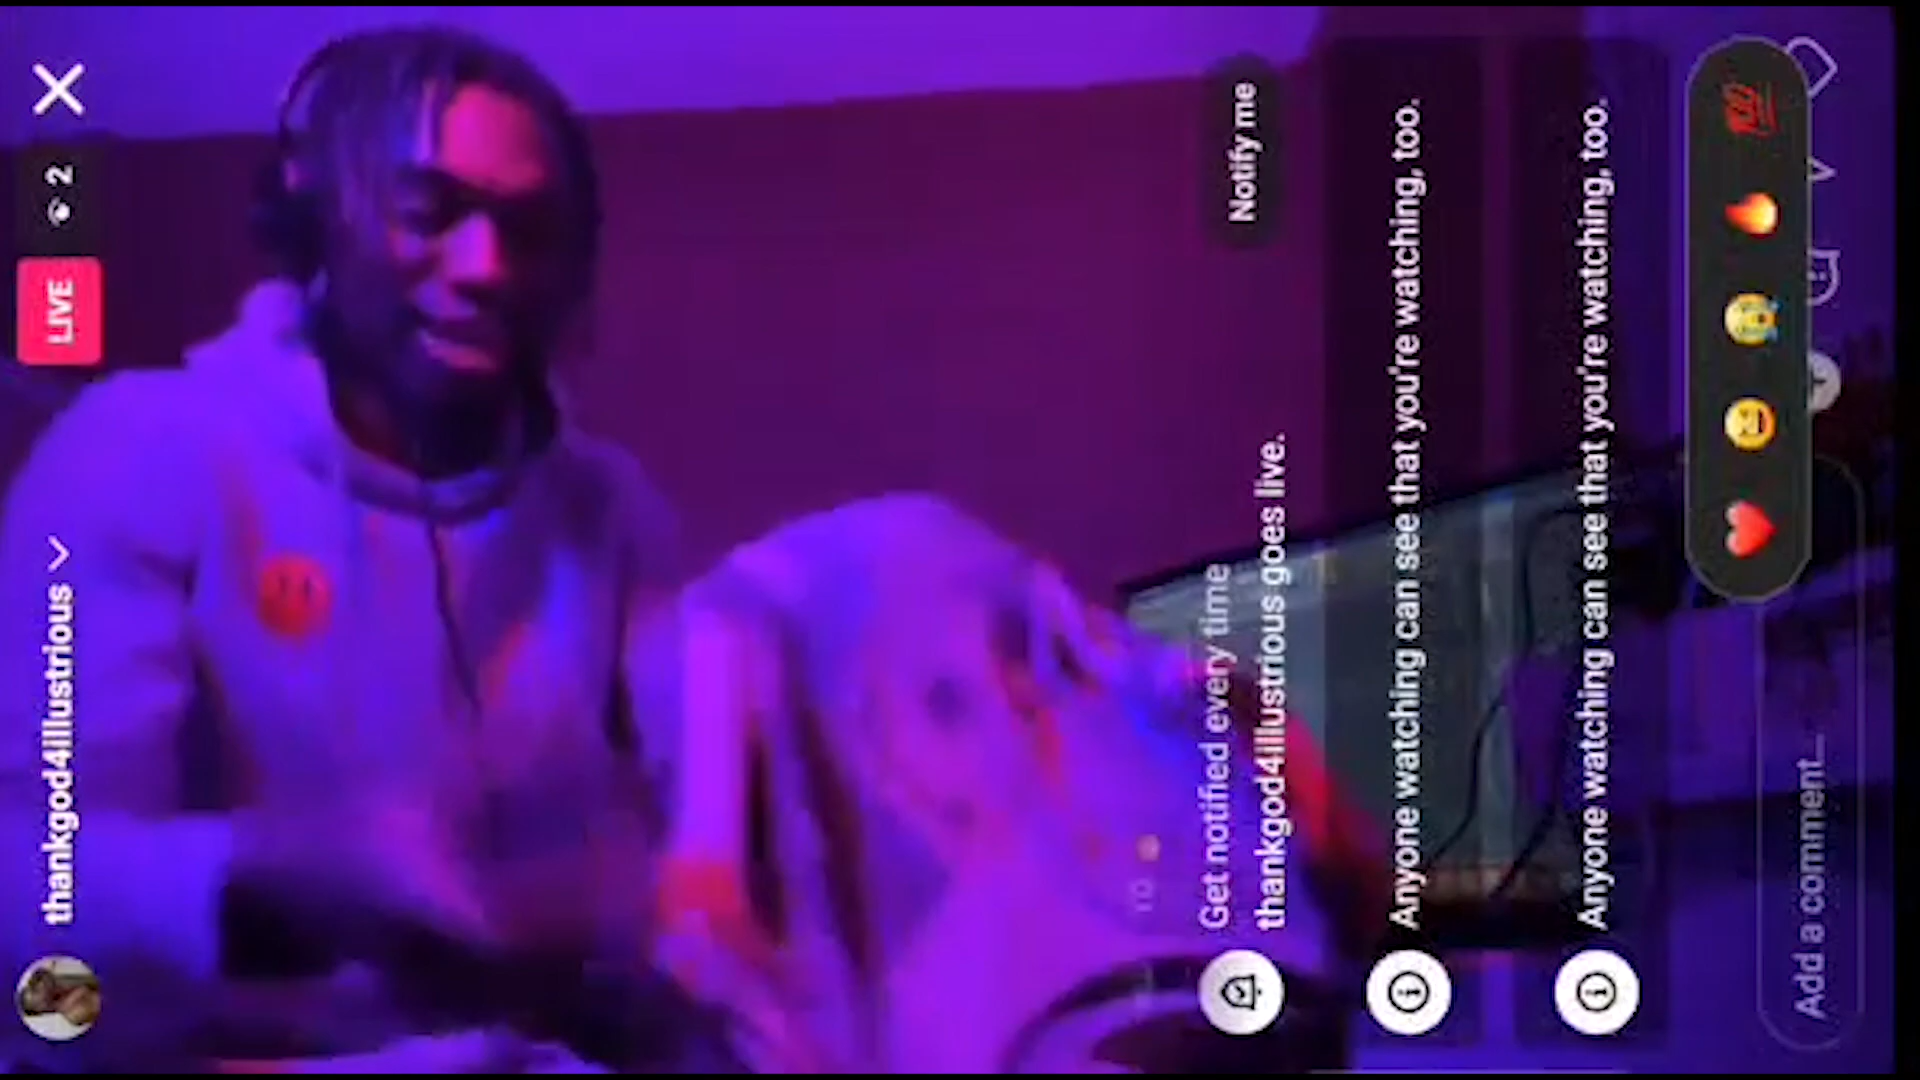 thankgod4illustrious
LIVE
2
Get notified every time
thankgod4illustrious goes live.
Notify me
Anyone watching can see that you're watching, too.
Anyone watching can see that you're watching, too.
Add a comment...